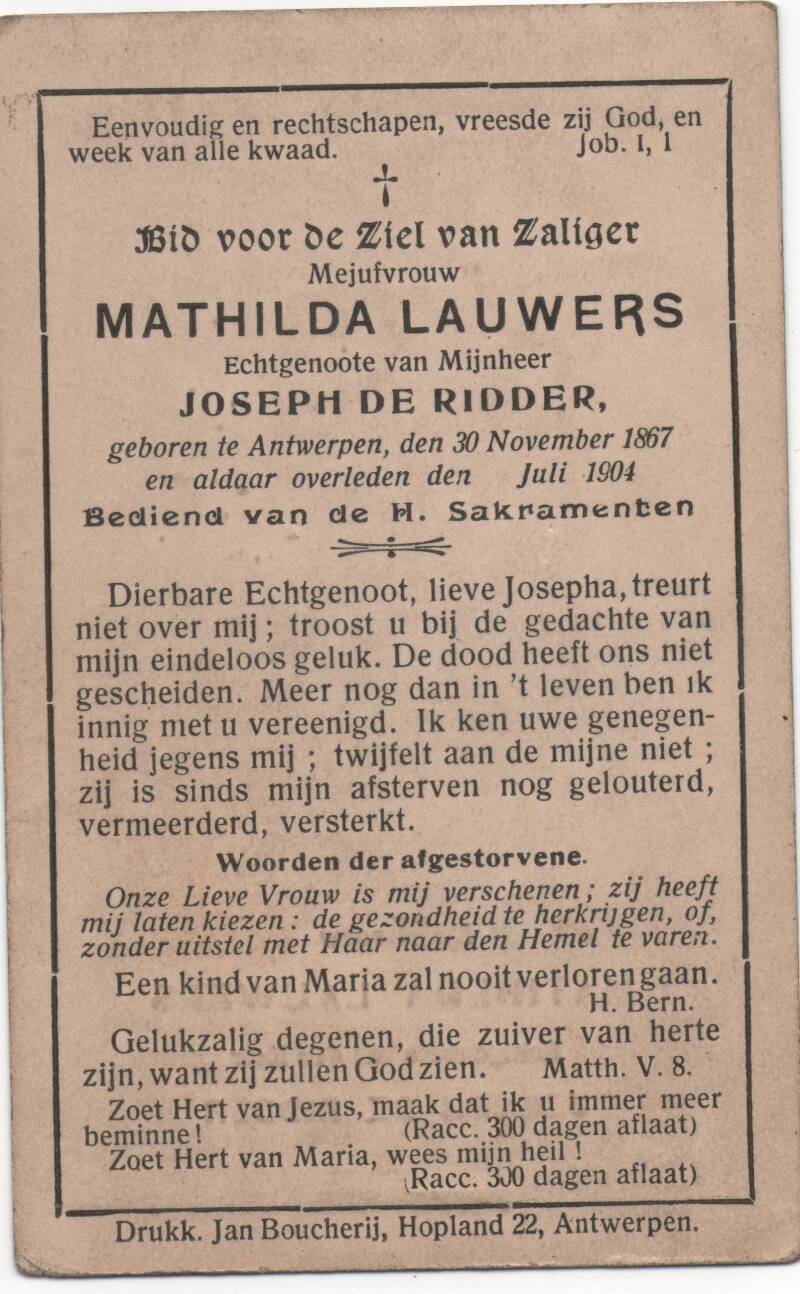 Eenvoudig en rechtschapen, vreesde zij God, en
week van alle kwaad. Job. I, 1
Bid voor de Ziel van Zaliger
Mejufvrouw
MATHILDA LAUWERS
Echtgenoote van Mijnheer
JOSEPH DE RIDDER,
geboren te Antwerpen, den 30 November 1867
en aldaar overleden den Juli 1904
Bediend van de H. Sakramenten
Dierbare Echtgenoot, lieve Josepha, treurt
niet over mij; troost u bij de gedachte van
mijn eindeloos geluk. De dood heeft ons niet
gescheiden. Meer nog dan in 't leven ben ik
innig met u vereenigd. Ik ken uwe genegen-
heid jegens mij; twijfelt aan de mijne niet;
zij is sinds mijn afsterven nog gelouterd,
vermeerderd, versterkt.
Woorden der afgestorvene.
Onze Lieve Vrouw is mij verschenen; zij heeft
mij laten kiezen: de gezondheid te herkrijgen, of,
zonder uitstel met Haar naar den Hemel te varen.
Een kind van Maria zal nooit verloren gaan.
H. Bern.
Gelukzalig degenen, die zuiver van herte
zijn, want zij zullen God zien. Matth. V. 8.
Zoet Hert van Jezus, maak dat ik u immer meer
beminne! (Racc. 300 dagen aflaat)
Zoet Hert van Maria, wees mijn heil!
(Racc. 300 dagen aflaat)
Drukk. Jan Boucherij, Hopland 22, Antwerpen.